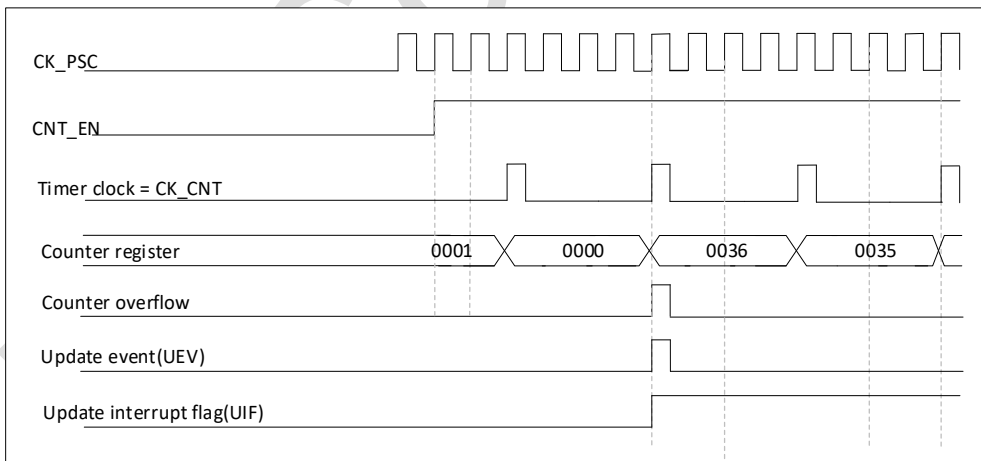 CK_PSC
CNT_EN
Timer clock = CK_CNT
Counter register 0001 0000 0036 0035
Counter overflow
Update event(UEV)
Update interrupt flag(UIF)